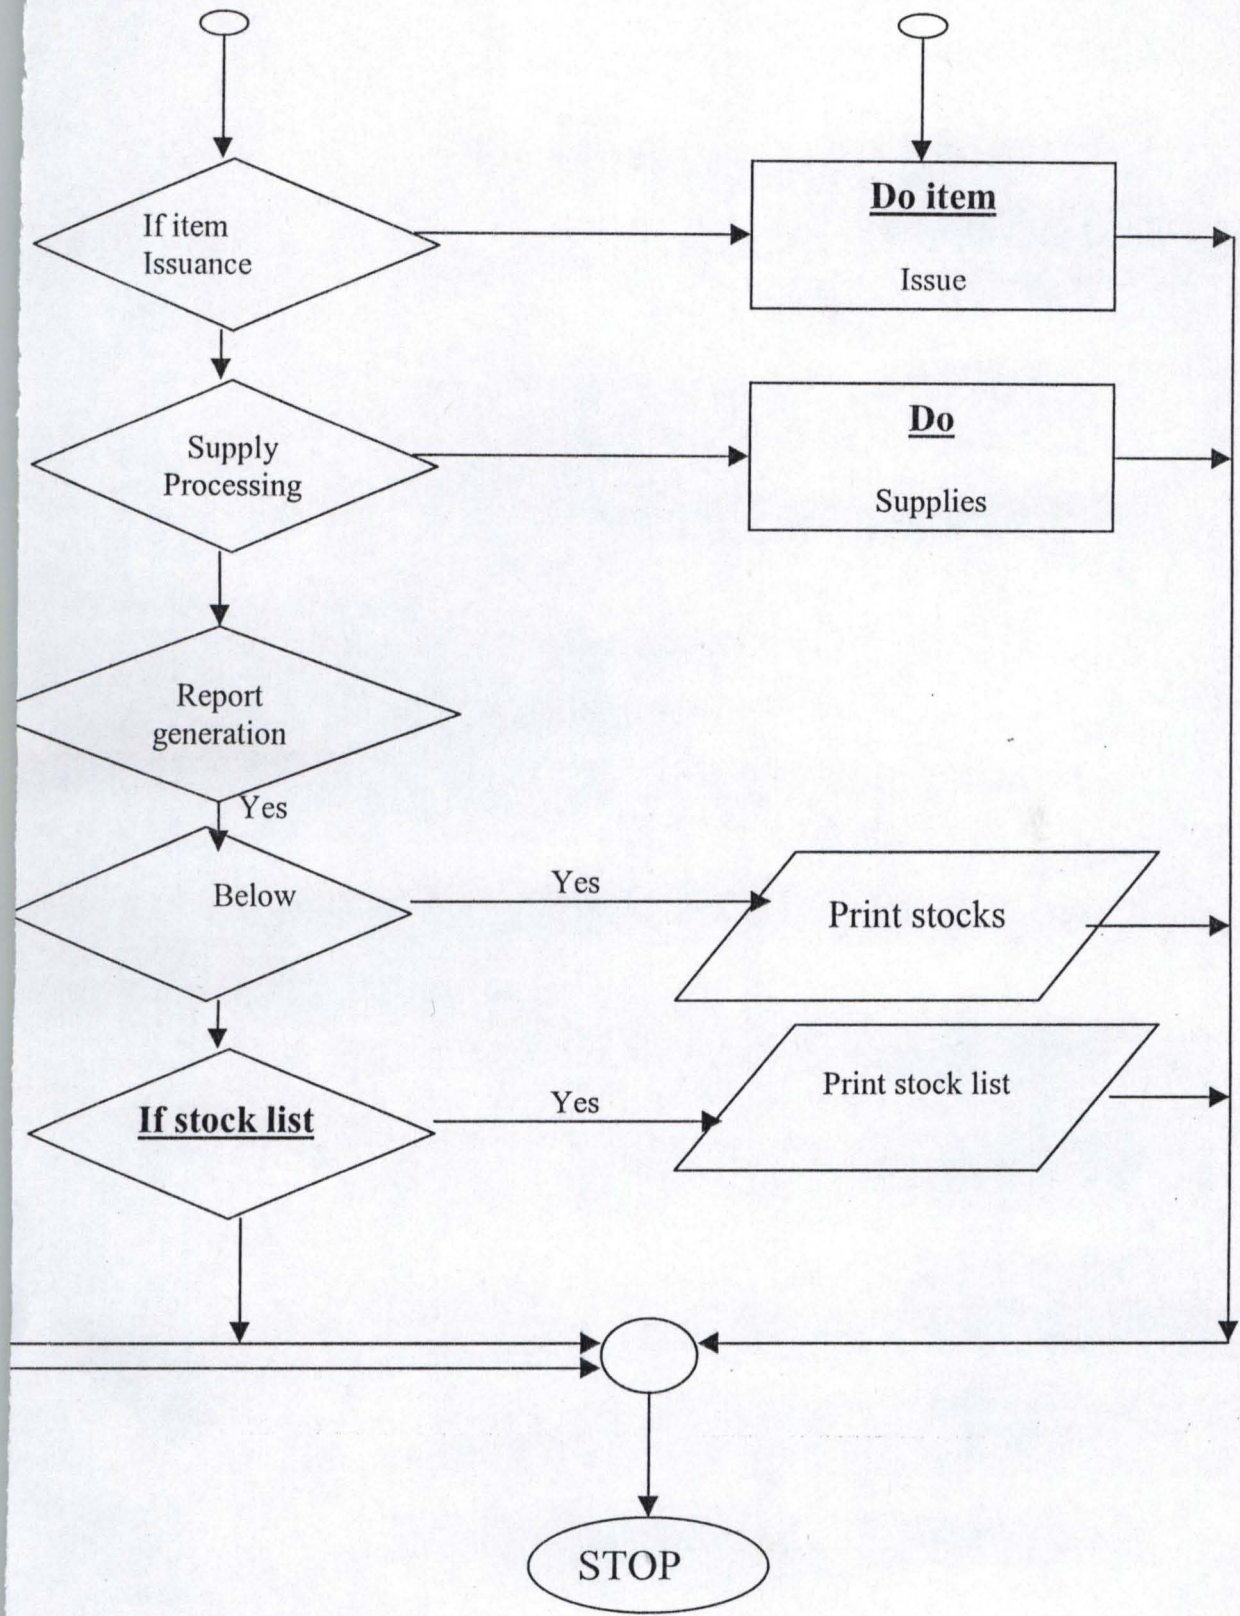 If item
Issuance
Do item
Issue
Supply
Processing
Do
Supplies
Report
generation
Yes
Below
Yes
Print stocks
If stock list
Yes
Print stock list
STOP